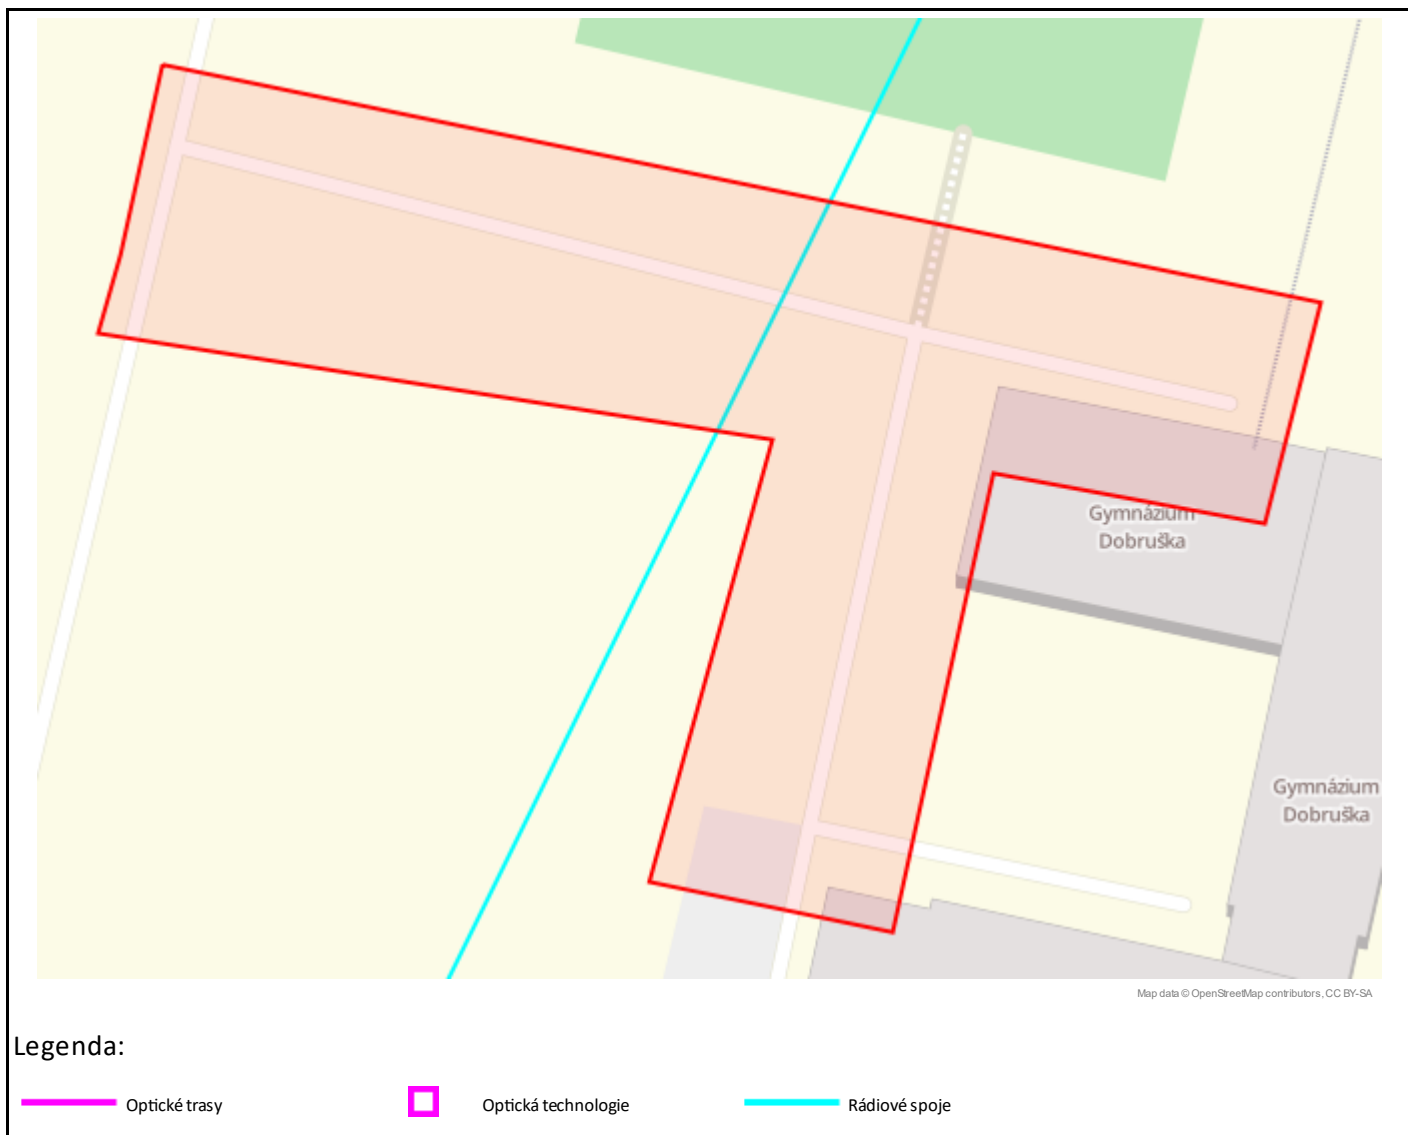 Gymnázium
Dobruška
Gymnázium
Dobruška
Map data © OpenStreetMap contributors, CC BY-SA
Legenda:
Optické trasy
Optická technologie
Rádiové spoje